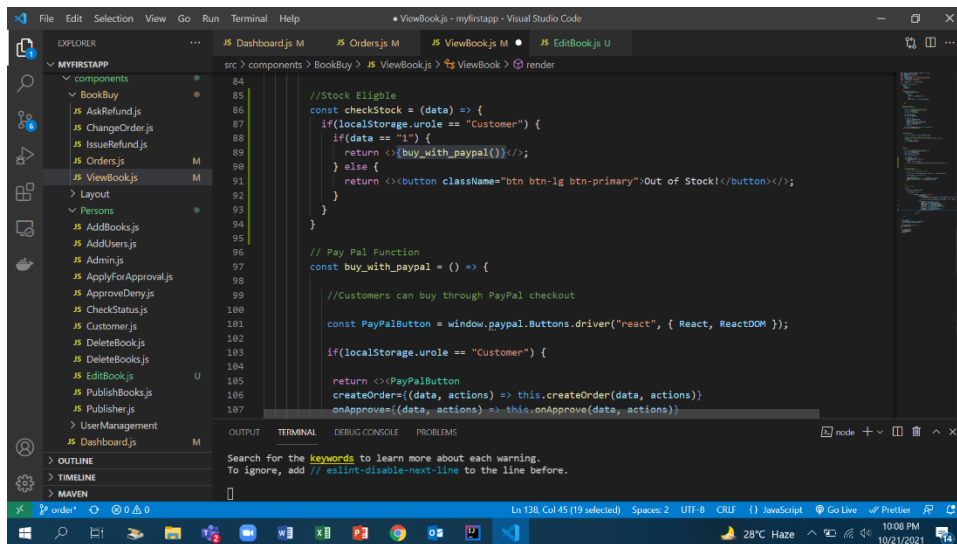 File Edit Selection View Go Run Terminal Help ● ViewBook.js - myfirstapp - Visual Studio Code
EXPLORER ···
JS Dashboard.js M JS Orders.js M JS ViewBook.js M ● JS EditBook.js U
MYFIRSTAPP
src > components > BookBuy > JS ViewBook.js > ViewBook > render
components
BookBuy
JS AskRefund.js
JS ChangeOrder.js
JS IssueRefund.js
JS Orders.js M
JS ViewBook.js M
> Layout
Persons
JS AddBooks.js
JS AddUsers.js
JS Admin.js
JS ApplyForApproval.js
JS ApproveDeny.js
JS CheckStatus.js
JS Customer.js
JS DeleteBook.js
JS DeleteBooks.js
JS EditBook.js U
JS PublishBooks.js
JS Publisher.js
> UserManagement
JS Dashboard.js M
> OUTLINE
> TIMELINE
> MAVEN
84
85 //Stock Eligble
86 const checkStock = (data) => {
87 if(localStorage.urole == "Customer") {
88 if(data == "1") {
89 return <>{buy_with_paypal()}</>;
90 } else {
91 return <><button className="btn btn-lg btn-primary">Out of Stock!</button></>;
92 }
93 }
94 }
95
96 // Pay Pal Function
97 const buy_with_paypal = () => {
98
99 //Customers can buy through PayPal checkout
100
101 const PayPalButton = window.paypal.Buttons.driver("react", { React, ReactDOM });
102
103 if(localStorage.urole == "Customer") {
104
105 return <><PayPalButton
106 createOrder={(data, actions) => this.createOrder(data, actions)}
107 onApprove={(data, actions) => this.onApprove(data, actions)}
OUTPUT TERMINAL DEBUG CONSOLE PROBLEMS node
Search for the keywords to learn more about each warning.
To ignore, add // eslint-disable-next-line to the line before.
order* 0 0 Ln 138, Col 45 (19 selected) Spaces: 2 UTF-8 CRLF {} JavaScript Go Live Prettier
28°C Haze 10:08 PM
10/21/2021